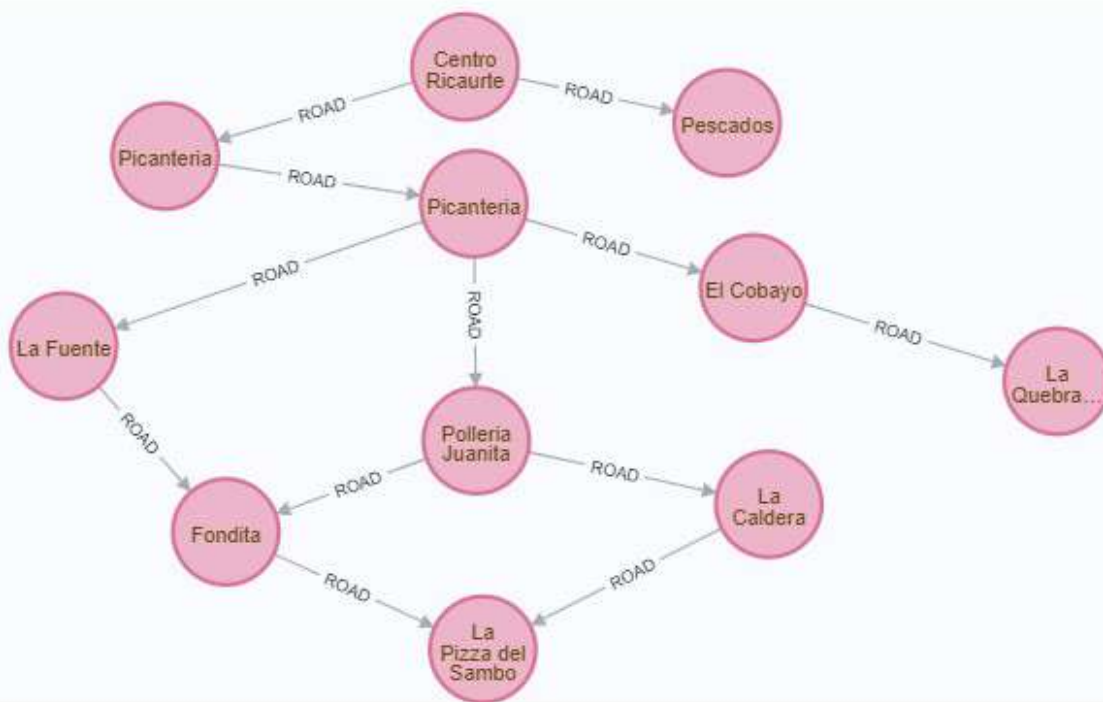 Centro
Ricaurte
ROAD
ROAD
Pescados
Picanteria
ROAD
Picanteria
ROAD
ROAD
ROAD
El Cobayo
ROAD
La Fuente
La
Quebra...
ROAD
Polleria
Juanita
ROAD
ROAD
La
Caldera
Fondita
ROAD
ROAD
La
Pizza del
Sambo